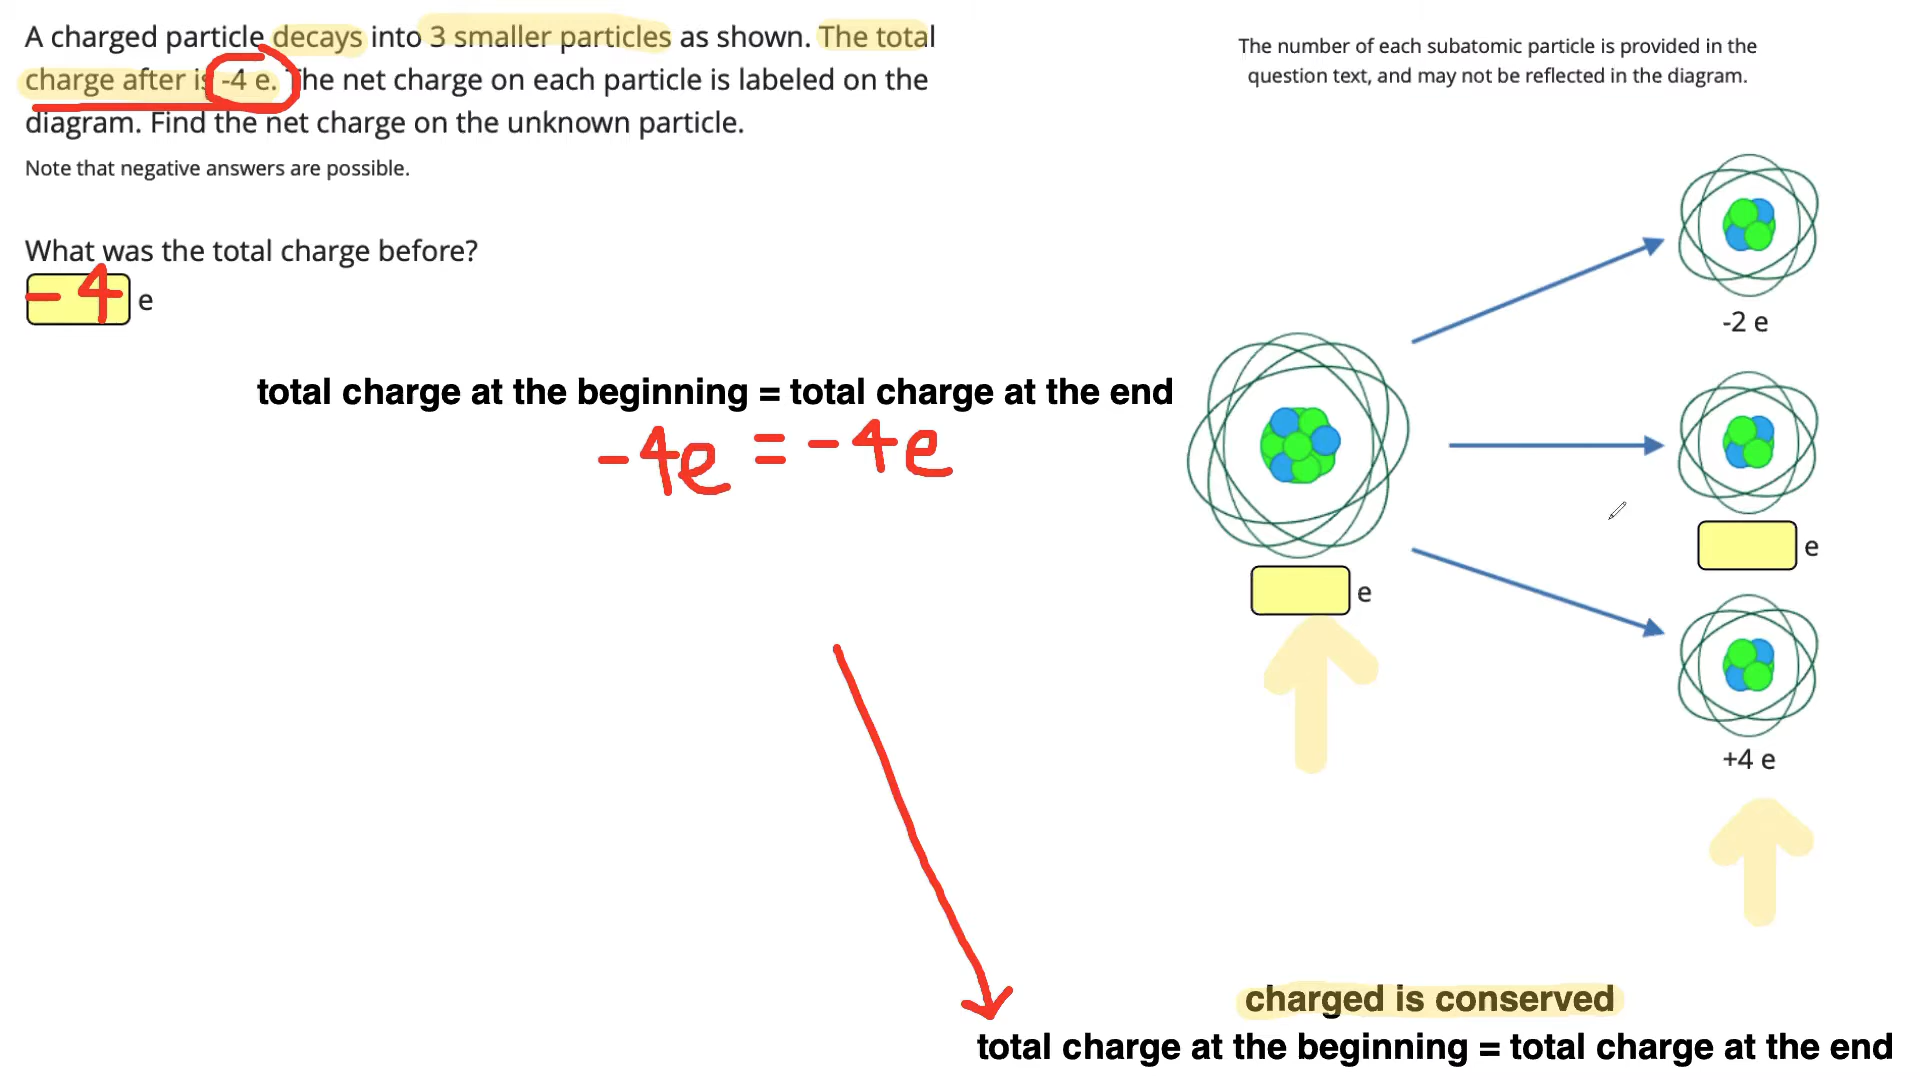 A charged particle decays into 3 smaller particles as shown. The total
charge after is -4 e. The net charge on each particle is labeled on the
diagram. Find the net charge on the unknown particle.
Note that negative answers are possible.
What was the total charge before?
-4 e
total charge at the beginning = total charge at the end
-4e = -4e
The number of each subatomic particle is provided in the
question text, and may not be reflected in the diagram.
-2 e
e
e
+4 e
charged is conserved
total charge at the beginning = total charge at the end